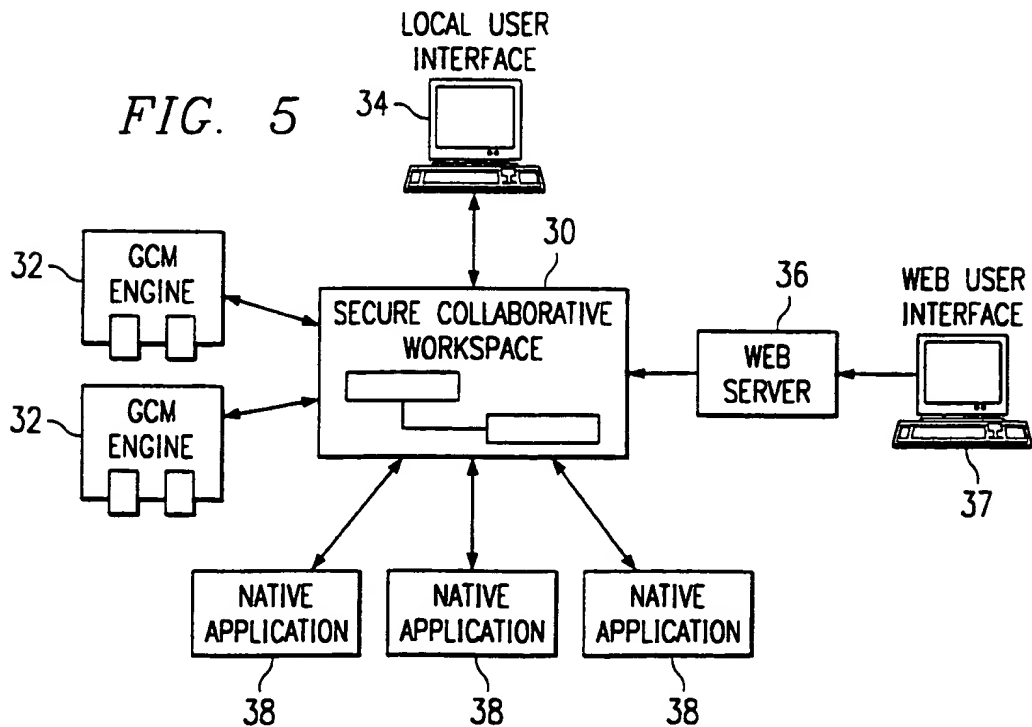 LOCAL USER
INTERFACE
FIG. 5
34
30
32
GCM
ENGINE
SECURE COLLABORATIVE
WORKSPACE
36
WEB USER
INTERFACE
WEB
SERVER
32
GCM
ENGINE
37
NATIVE
APPLICATION
NATIVE
APPLICATION
NATIVE
APPLICATION
38
38
38